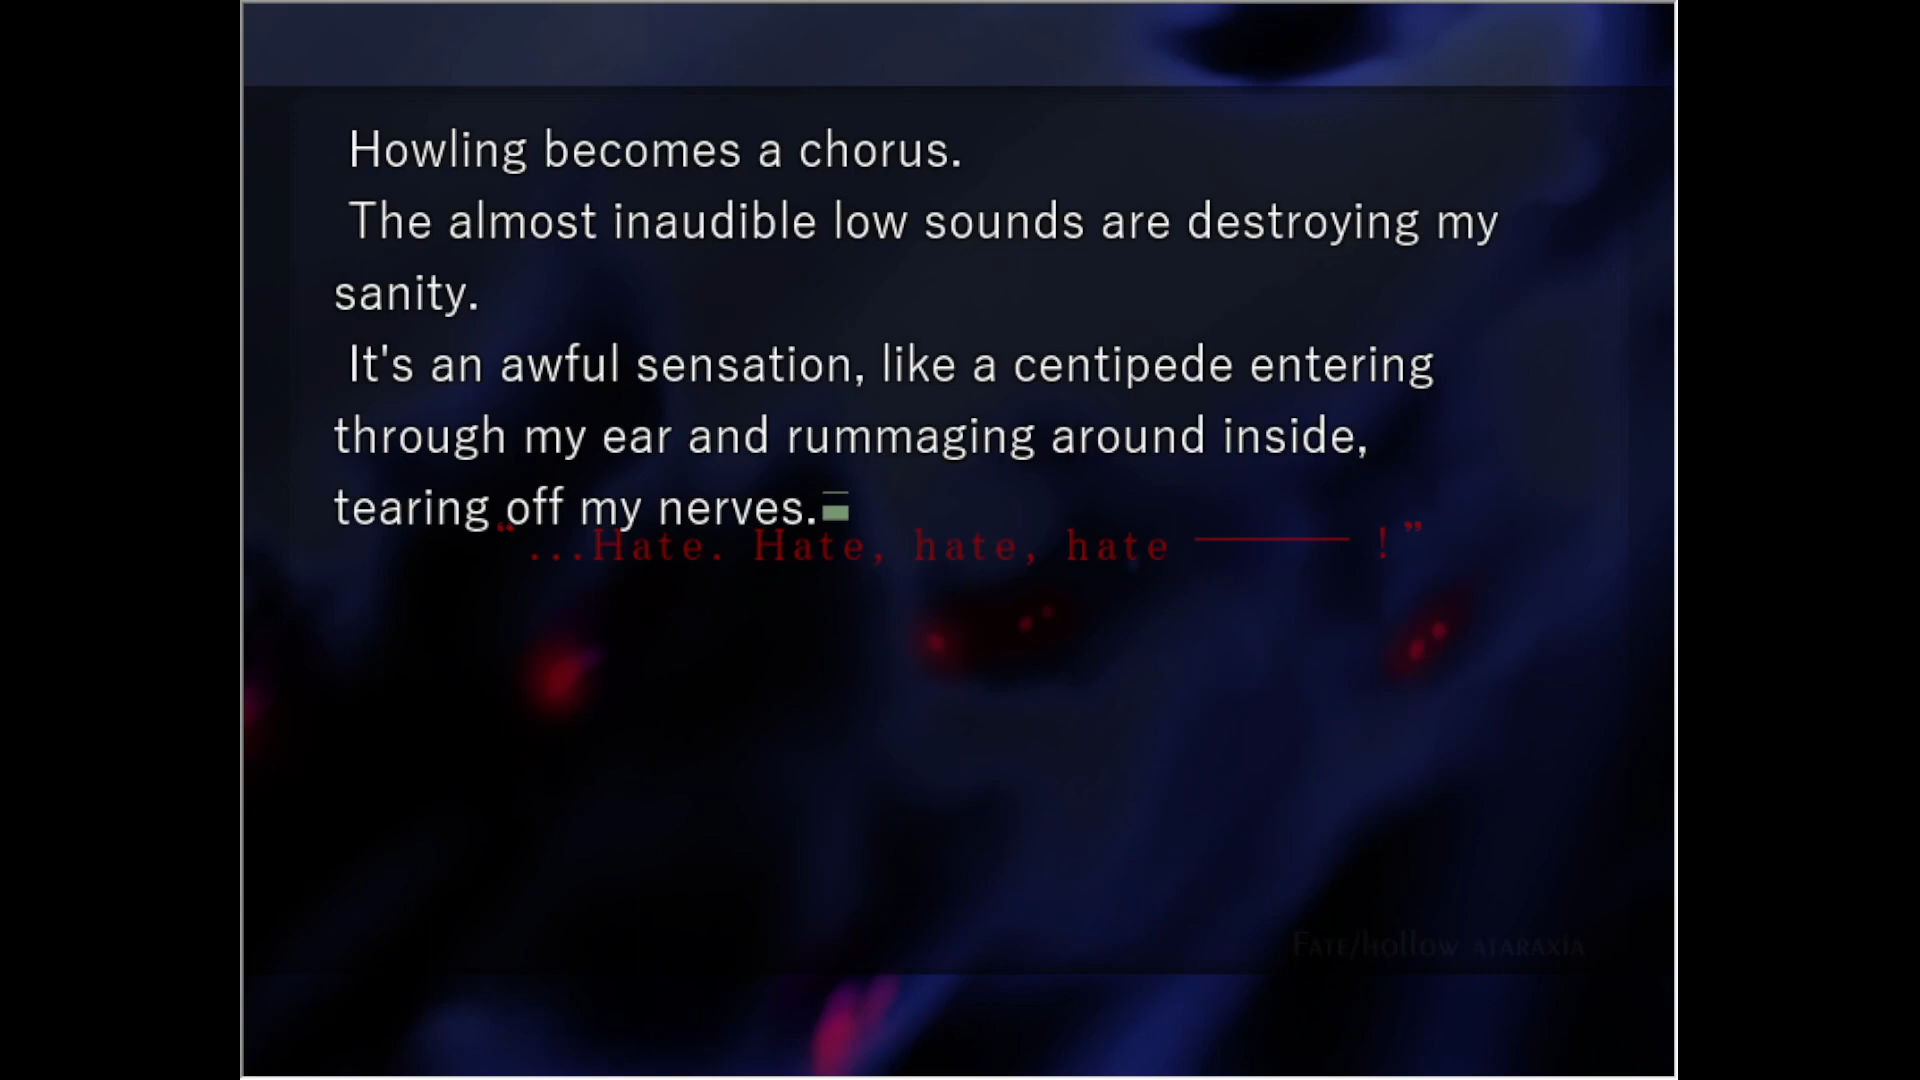 Howling becomes a chorus.
The almost inaudible low sounds are destroying my
sanity.
It's an awful sensation, like a centipede entering
through my ear and rummaging around inside,
tearing off my nerves.
“...Hate. Hate, hate, hate ――― !”
Fate/hollow ataraxia